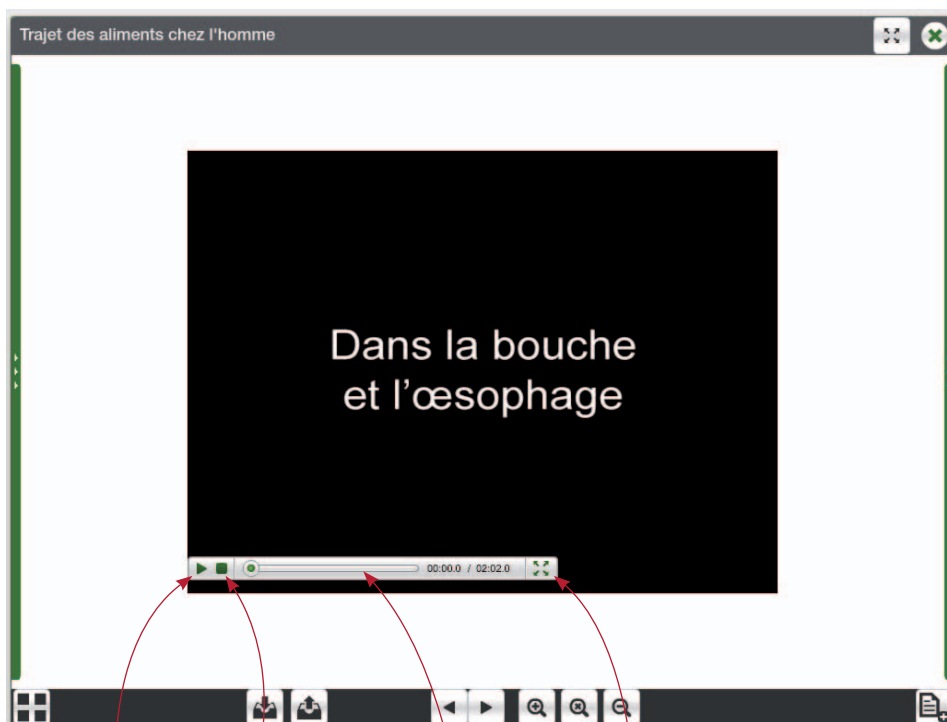 Trajet des aliments chez l'homme
Dans la bouche
et l'œsophage
00:00.0 / 02:02.0